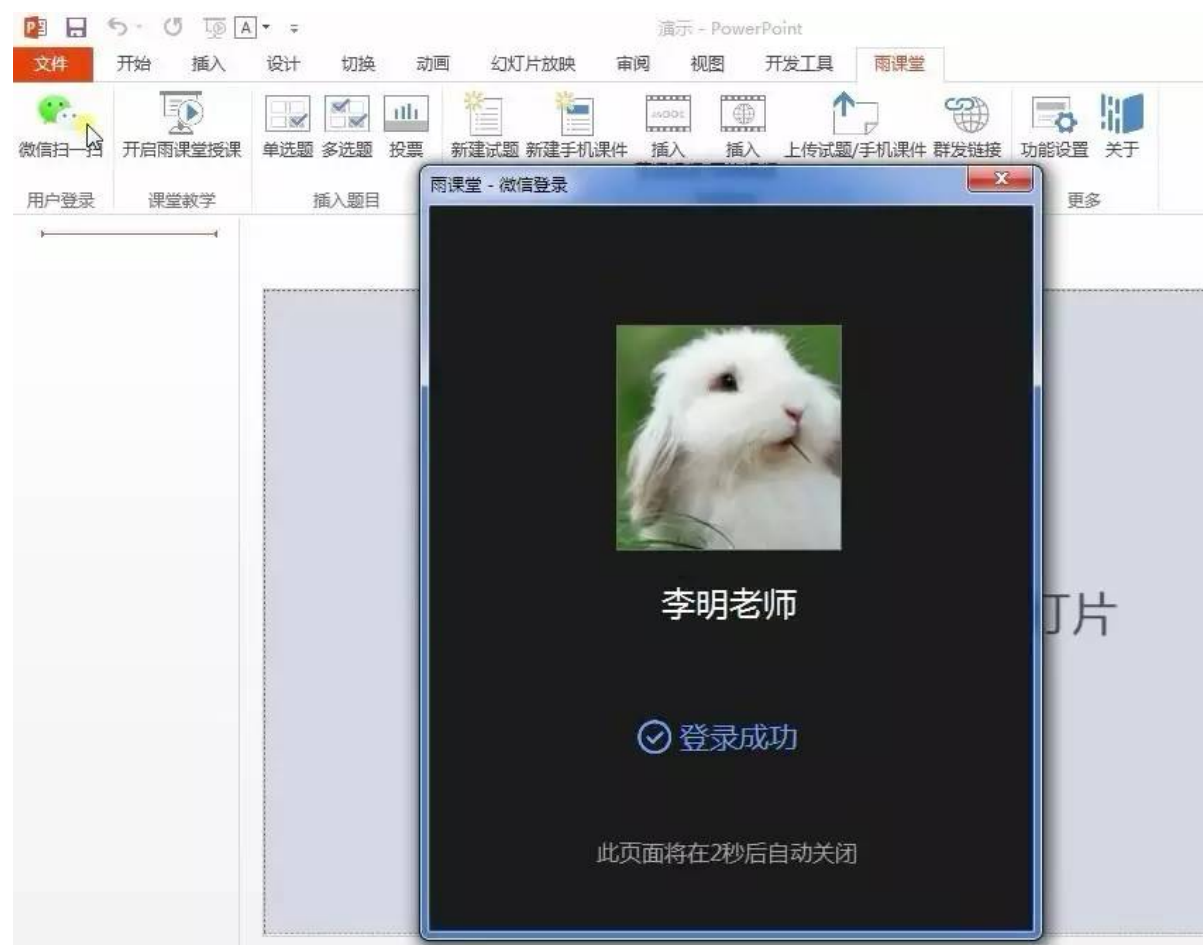 演示 - PowerPoint
文件 开始 插入 设计 切换 动画 幻灯片放映 审阅 视图 开发工具 雨课堂
微信扫一扫 开启雨课堂授课 单选题 多选题 投票 新建试题 新建手机课件 插入 插入 上传试题/手机课件 群发链接 功能设置 关于
用户登录 课堂教学 插入题目 更多
雨课堂 - 微信登录
李明老师
灯片
登录成功
此页面将在2秒后自动关闭